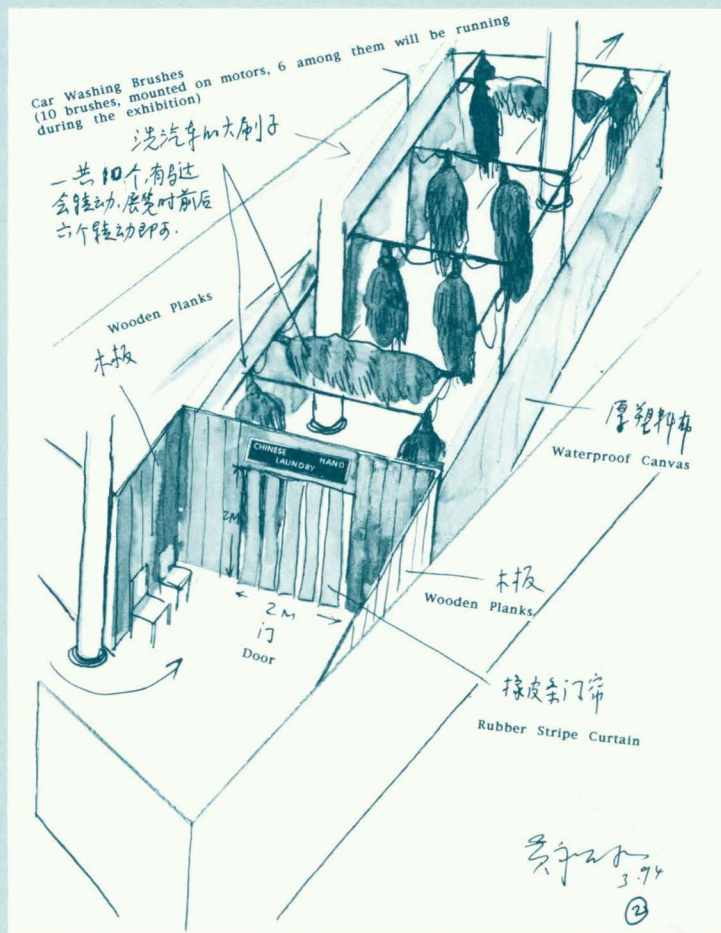 Car Washing Brushes
(10 brushes, mounted on motors, 6 among them will be running
during the exhibition)
洗汽车的大刷子
一共10个,有马达
会转动,展览时前后
六个转动即可.
Wooden Planks
木板
CHINESE HAND
LAUNDRY
2M
2M
门
Door
厚塑料布
Waterproof Canvas
木板
Wooden Planks
橡皮条门帘
Rubber Stripe Curtain
3.94
23